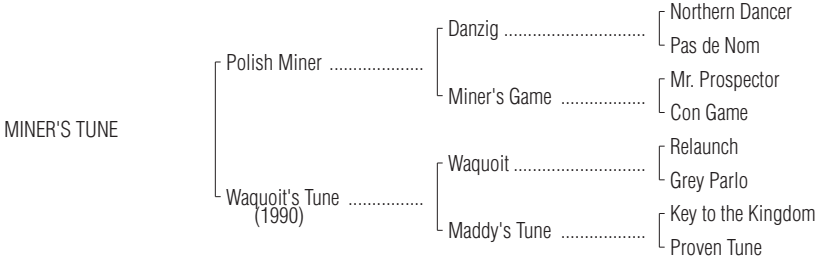 Northern Dancer
Danzig ..............................
Pas de Nom
Polish Miner ....................
Mr. Prospector
Miner's Game ..................
Con Game
MINER'S TUNE
Relaunch
Waquoit............................
Grey Parlo
Waquoit's Tune ................
(1990)
Key to the Kingdom
Maddy's Tune ..................
Proven Tune